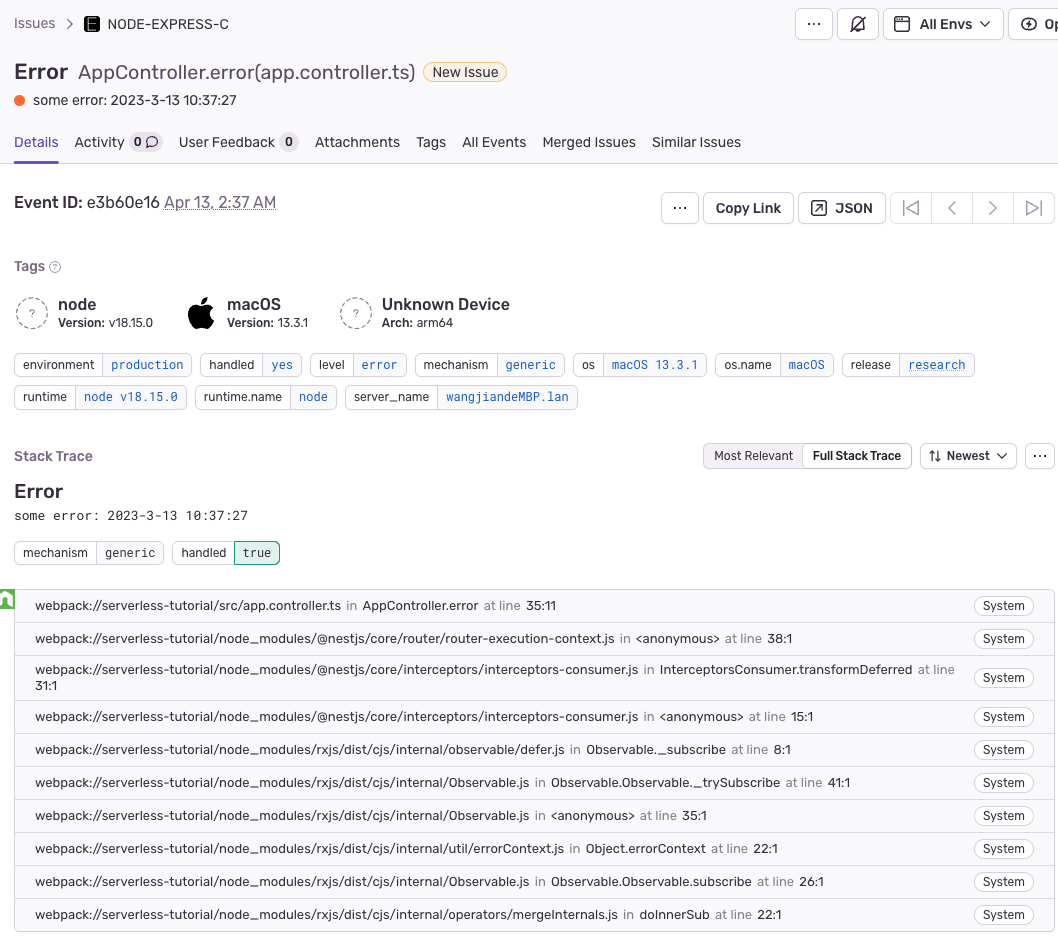 Issues > NODE-EXPRESS-C ... All Envs
Error AppController.error(app.controller.ts) New Issue
some error: 2023-3-13 10:37:27
Details Activity 0 User Feedback 0 Attachments Tags All Events Merged Issues Similar Issues
Event ID: e3b60e16 Apr 13, 2:37 AM ... Copy Link JSON
Tags ?
? node
Version: v18.15.0
macOS
Version: 13.3.1
? Unknown Device
Arch: arm64
environment production handled yes level error mechanism generic os macOS 13.3.1 os.name macOS release research
runtime node v18.15.0 runtime.name node server_name wangjiandeMBP.lan
Stack Trace Most Relevant Full Stack Trace Newest ...
Error
some error: 2023-3-13 10:37:27
mechanism generic handled true
webpack://serverless-tutorial/src/app.controller.ts in AppController.error at line 35:11 System
webpack://serverless-tutorial/node_modules/@nestjs/core/router/router-execution-context.js in <anonymous> at line 38:1 System
webpack://serverless-tutorial/node_modules/@nestjs/core/interceptors/interceptors-consumer.js in InterceptorsConsumer.transformDeferred at line
31:1 System
webpack://serverless-tutorial/node_modules/@nestjs/core/interceptors/interceptors-consumer.js in <anonymous> at line 15:1 System
webpack://serverless-tutorial/node_modules/rxjs/dist/cjs/internal/observable/defer.js in Observable._subscribe at line 8:1 System
webpack://serverless-tutorial/node_modules/rxjs/dist/cjs/internal/Observable.js in Observable.Observable._trySubscribe at line 41:1 System
webpack://serverless-tutorial/node_modules/rxjs/dist/cjs/internal/Observable.js in <anonymous> at line 35:1 System
webpack://serverless-tutorial/node_modules/rxjs/dist/cjs/internal/util/errorContext.js in Object.errorContext at line 22:1 System
webpack://serverless-tutorial/node_modules/rxjs/dist/cjs/internal/Observable.js in Observable.Observable.subscribe at line 26:1 System
webpack://serverless-tutorial/node_modules/rxjs/dist/cjs/internal/operators/mergeInternals.js in doInnerSub at line 22:1 System